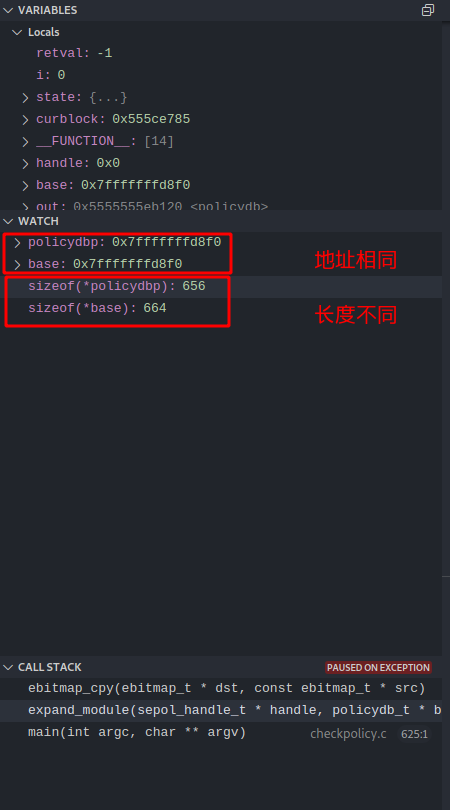 VARIABLES
Locals
retval: -1
i: 0
state: {...}
curblock: 0x555ce785
__FUNCTION__: [14]
handle: 0x0
base: 0x7fffffffd8f0
out: 0x5555555eb120 <policydb>
WATCH
policydbp: 0x7fffffffd8f0
base: 0x7fffffffd8f0
地址相同
sizeof(*policydbp): 656
sizeof(*base): 664
长度不同
CALL STACK
PAUSED ON EXCEPTION
ebitmap_cpy(ebitmap_t * dst, const ebitmap_t * src)
expand_module(sepol_handle_t * handle, policydb_t * b
main(int argc, char ** argv)
checkpolicy.c 625:1